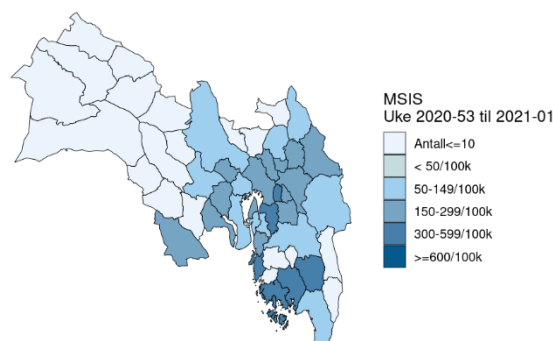 MSIS
Uke 2020-53 til 2021-01
Antall<=10
< 50/100k
50-149/100k
150-299/100k
300-599/100k
>=600/100k